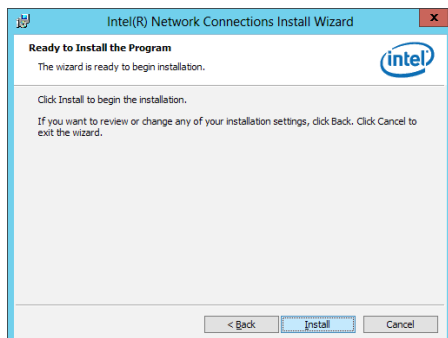 Intel(R) Network Connections Install Wizard
x
Ready to Install the Program
The wizard is ready to begin installation.
intel
Click Install to begin the installation.
If you want to review or change any of your installation settings, click Back. Click Cancel to
exit the wizard.
< Back
Install
Cancel